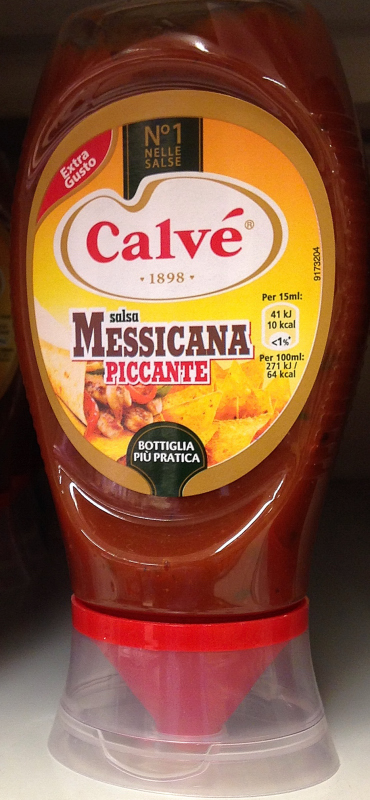 Extra
Gusto
N°1
NELLE
SALSE
Calvé®
· 1898 ·
9173204
salsa
MESSICANA
PICCANTE
Per 15ml:
41 kJ
10 kcal
<1%*
Per 100ml:
271 kJ /
64 kcal
BOTTIGLIA
PIÙ PRATICA